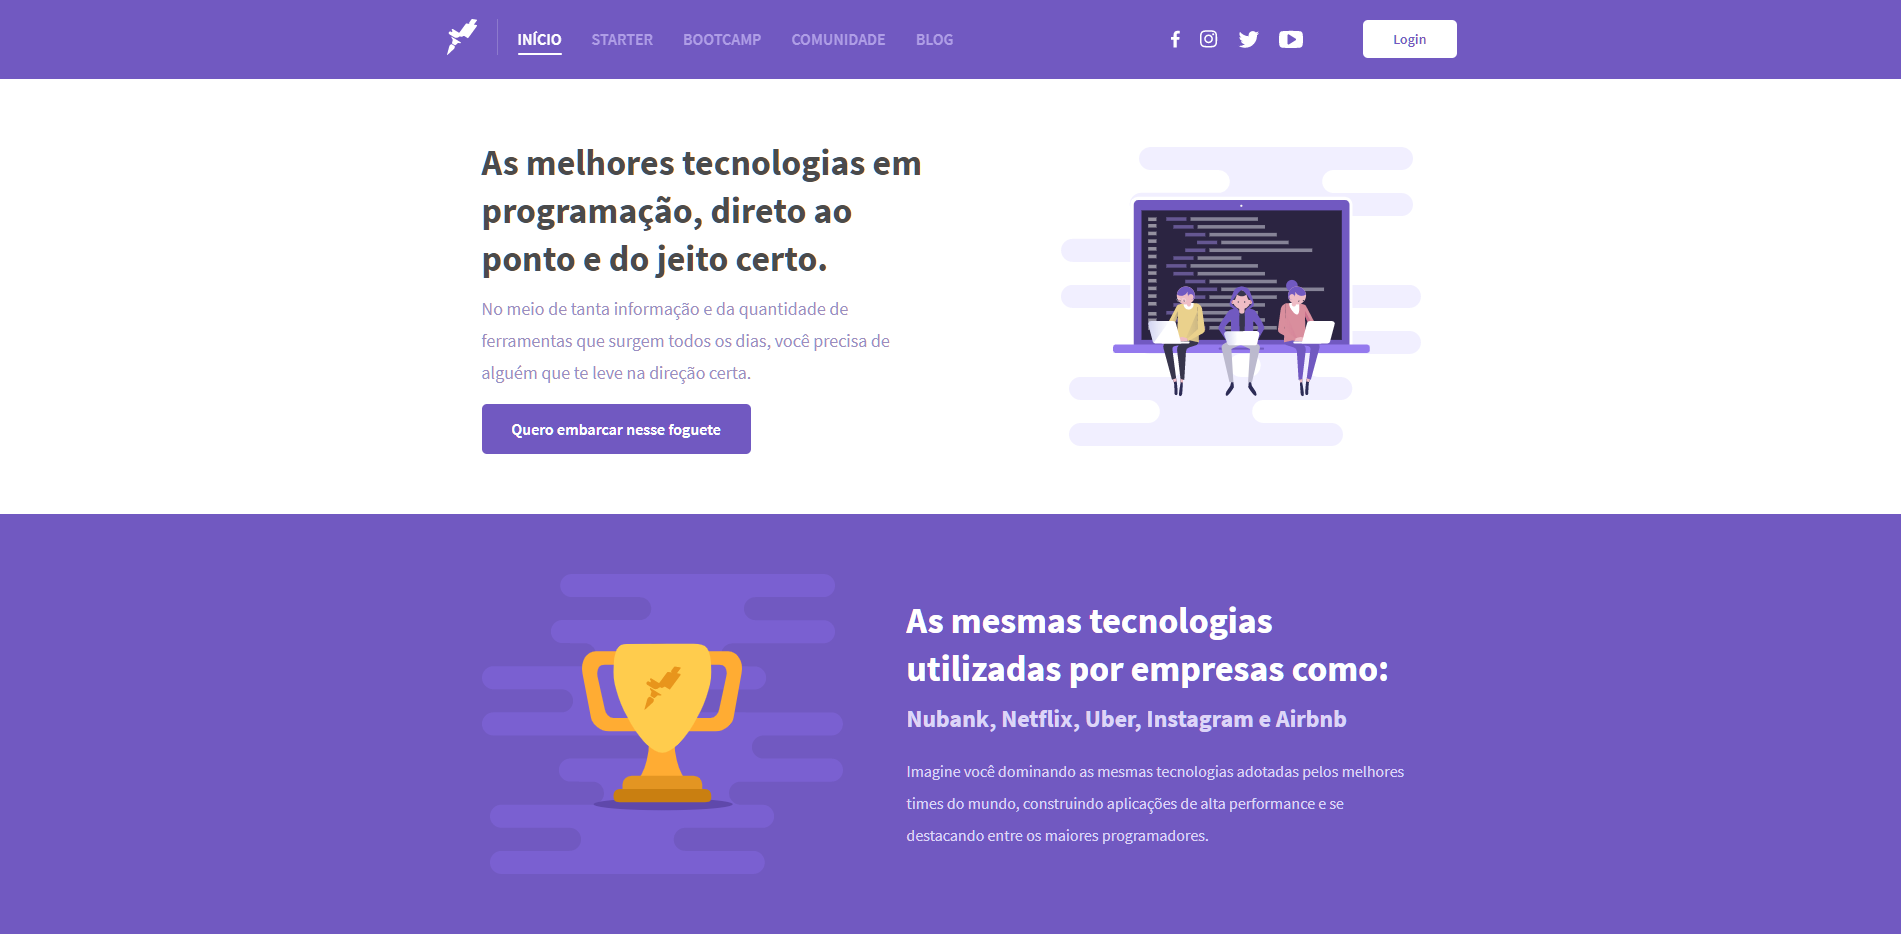 INÍCIO STARTER BOOTCAMP COMUNIDADE BLOG Login
As melhores tecnologias em
programação, direto ao
ponto e do jeito certo.
No meio de tanta informação e da quantidade de
ferramentas que surgem todos os dias, você precisa de
alguém que te leve na direção certa.
Quero embarcar nesse foguete
As mesmas tecnologias
utilizadas por empresas como:
Nubank, Netflix, Uber, Instagram e Airbnb
Imagine você dominando as mesmas tecnologias adotadas pelos melhores
times do mundo, construindo aplicações de alta performance e se
destacando entre os maiores programadores.